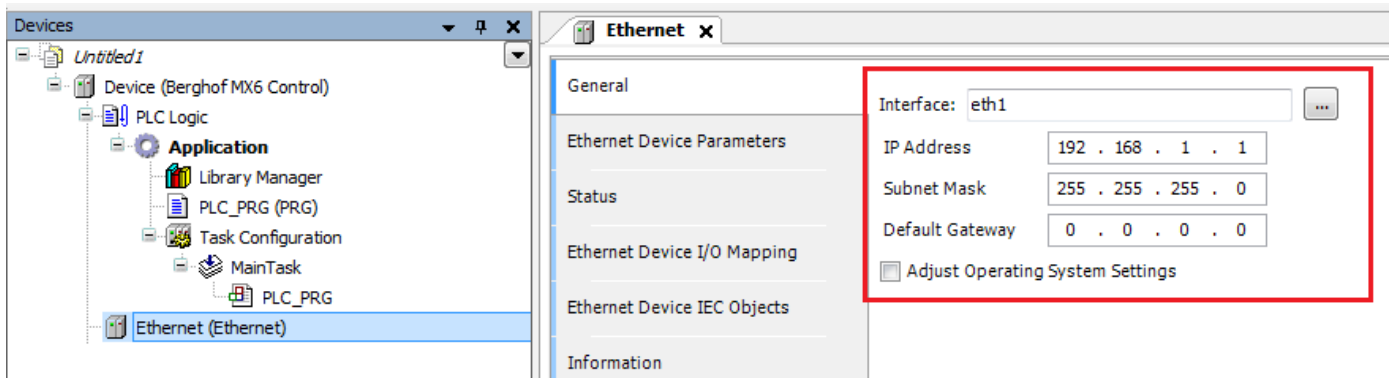 Devices
Untitled1
Device (Berghof MX6 Control)
PLC Logic
Application
Library Manager
PLC_PRG (PRG)
Task Configuration
MainTask
PLC_PRG
Ethernet (Ethernet)
Ethernet
General
Ethernet Device Parameters
Status
Ethernet Device I/O Mapping
Ethernet Device IEC Objects
Information
Interface: eth1 ...
IP Address 192 . 168 . 1 . 1
Subnet Mask 255 . 255 . 255 . 0
Default Gateway 0 . 0 . 0 . 0
Adjust Operating System Settings